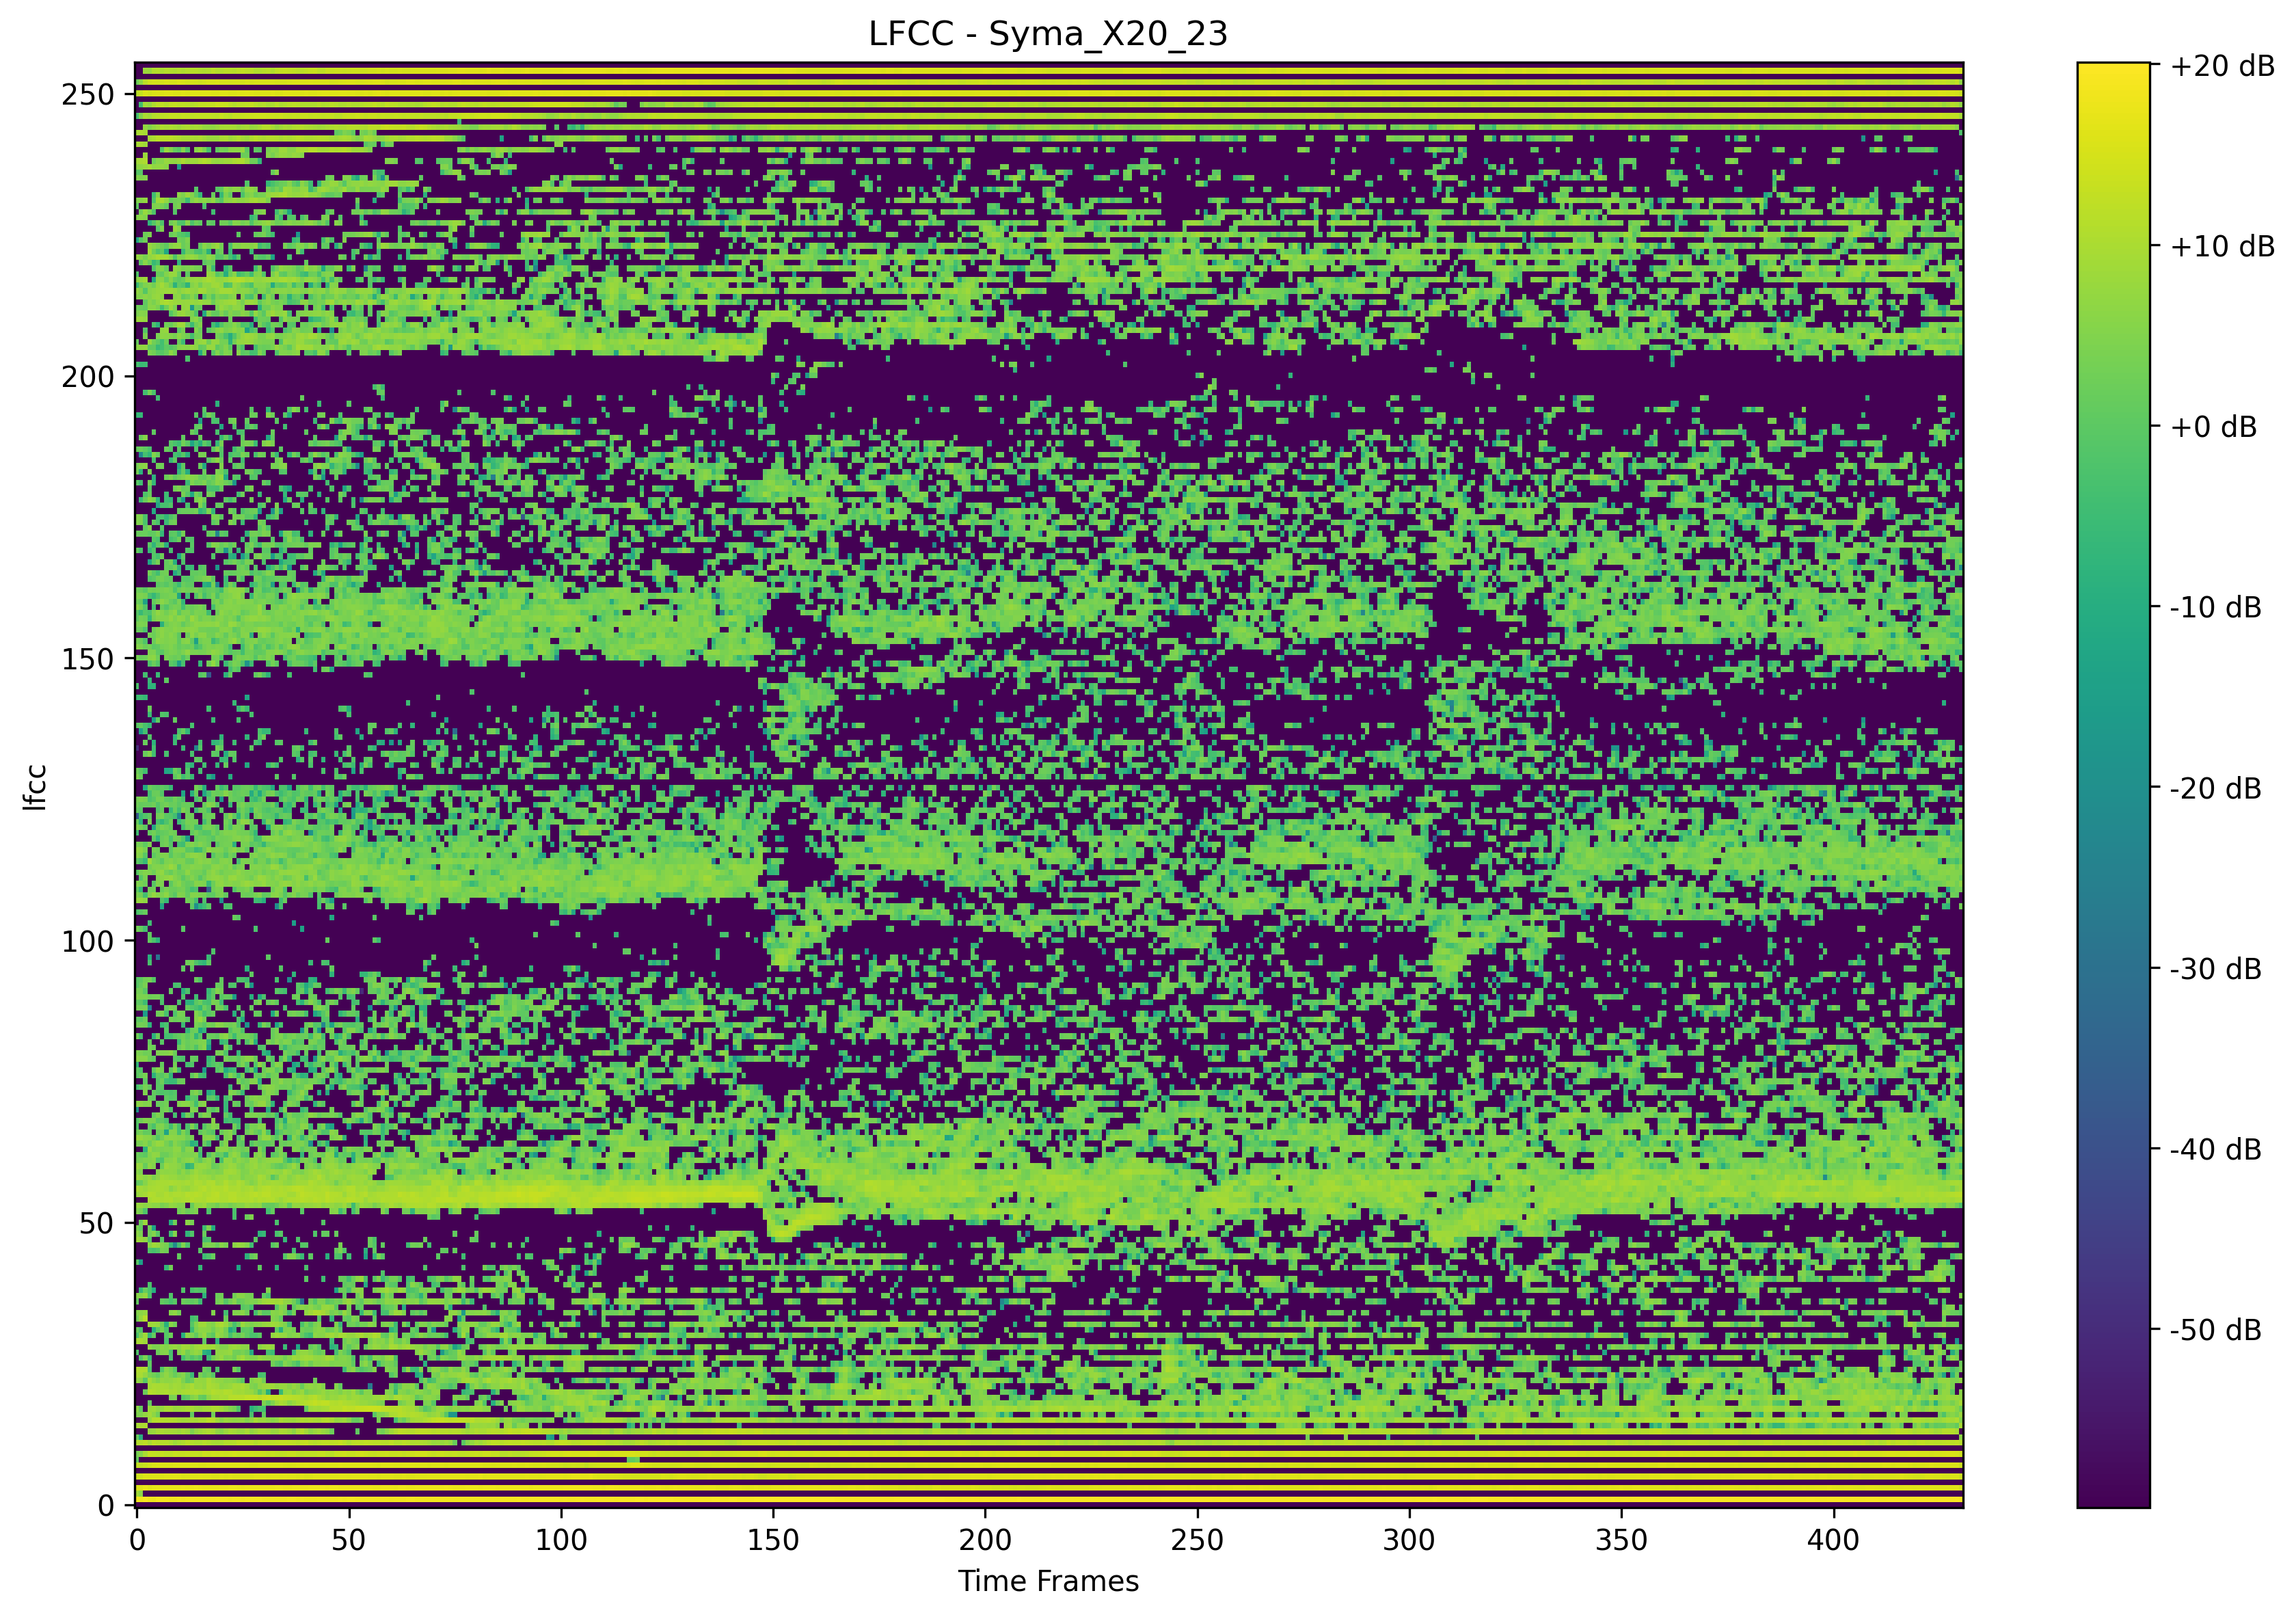 LFCC - Syma_X20_23
250
200
150
100
50
0
lfcc
0 50 100 150 200 250 300 350 400
Time Frames
+20 dB
+10 dB
+0 dB
-10 dB
-20 dB
-30 dB
-40 dB
-50 dB